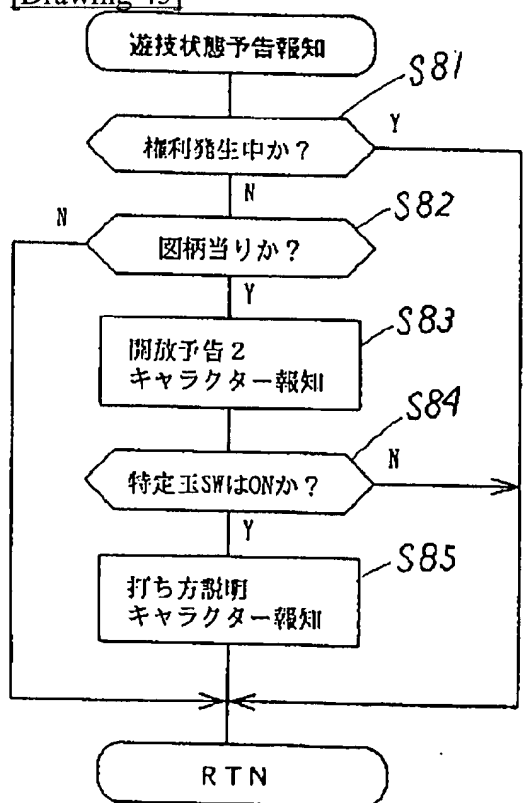 [Drawing 45]
遊技状態予告報知
S81
権利発生中か？
Y
N
S82
N
図柄当りか？
Y
S83
開放予告２
キャラクター報知
S84
特定玉SWはONか？
N
Y
S85
打ち方説明
キャラクター報知
RTN